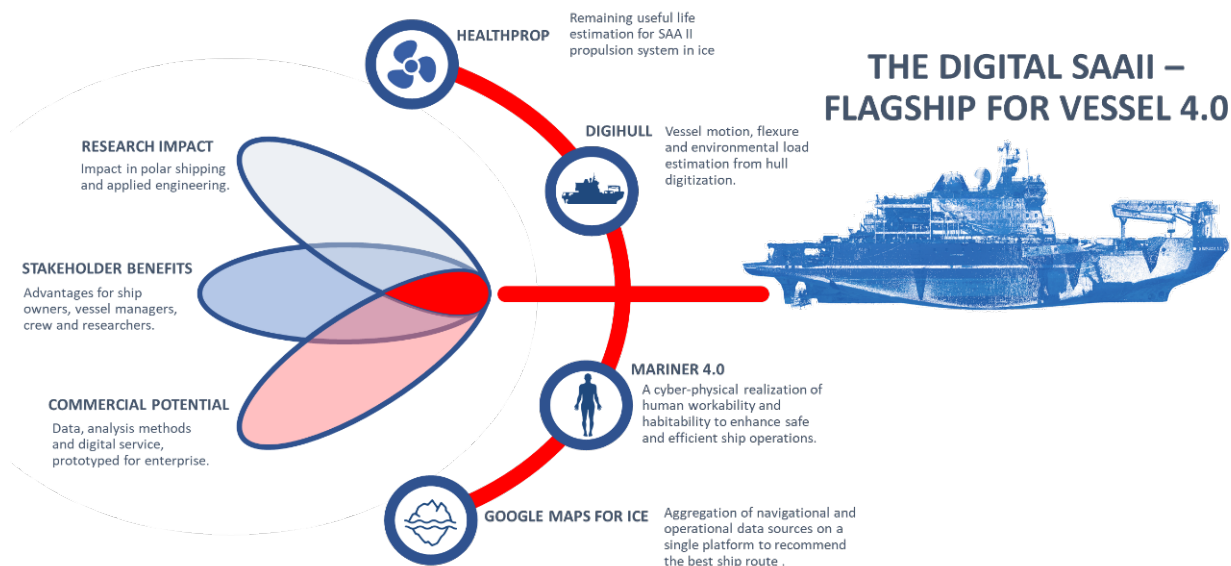 THE DIGITAL SAAII –
FLAGSHIP FOR VESSEL 4.0
HEALTHPROP
Remaining useful life
estimation for SAA II
propulsion system in ice
DIGIHULL
Vessel motion, flexure
and environmental load
estimation from hull
digitization.
RESEARCH IMPACT
Impact in polar shipping
and applied engineering.
STAKEHOLDER BENEFITS
Advantages for ship
owners, vessel managers,
crew and researchers.
COMMERCIAL POTENTIAL
Data, analysis methods
and digital service,
prototyped for enterprise.
MARINER 4.0
A cyber-physical realization of
human workability and
habitability to enhance safe
and efficient ship operations.
GOOGLE MAPS FOR ICE
Aggregation of navigational and
operational data sources on a
single platform to recommend
the best ship route .